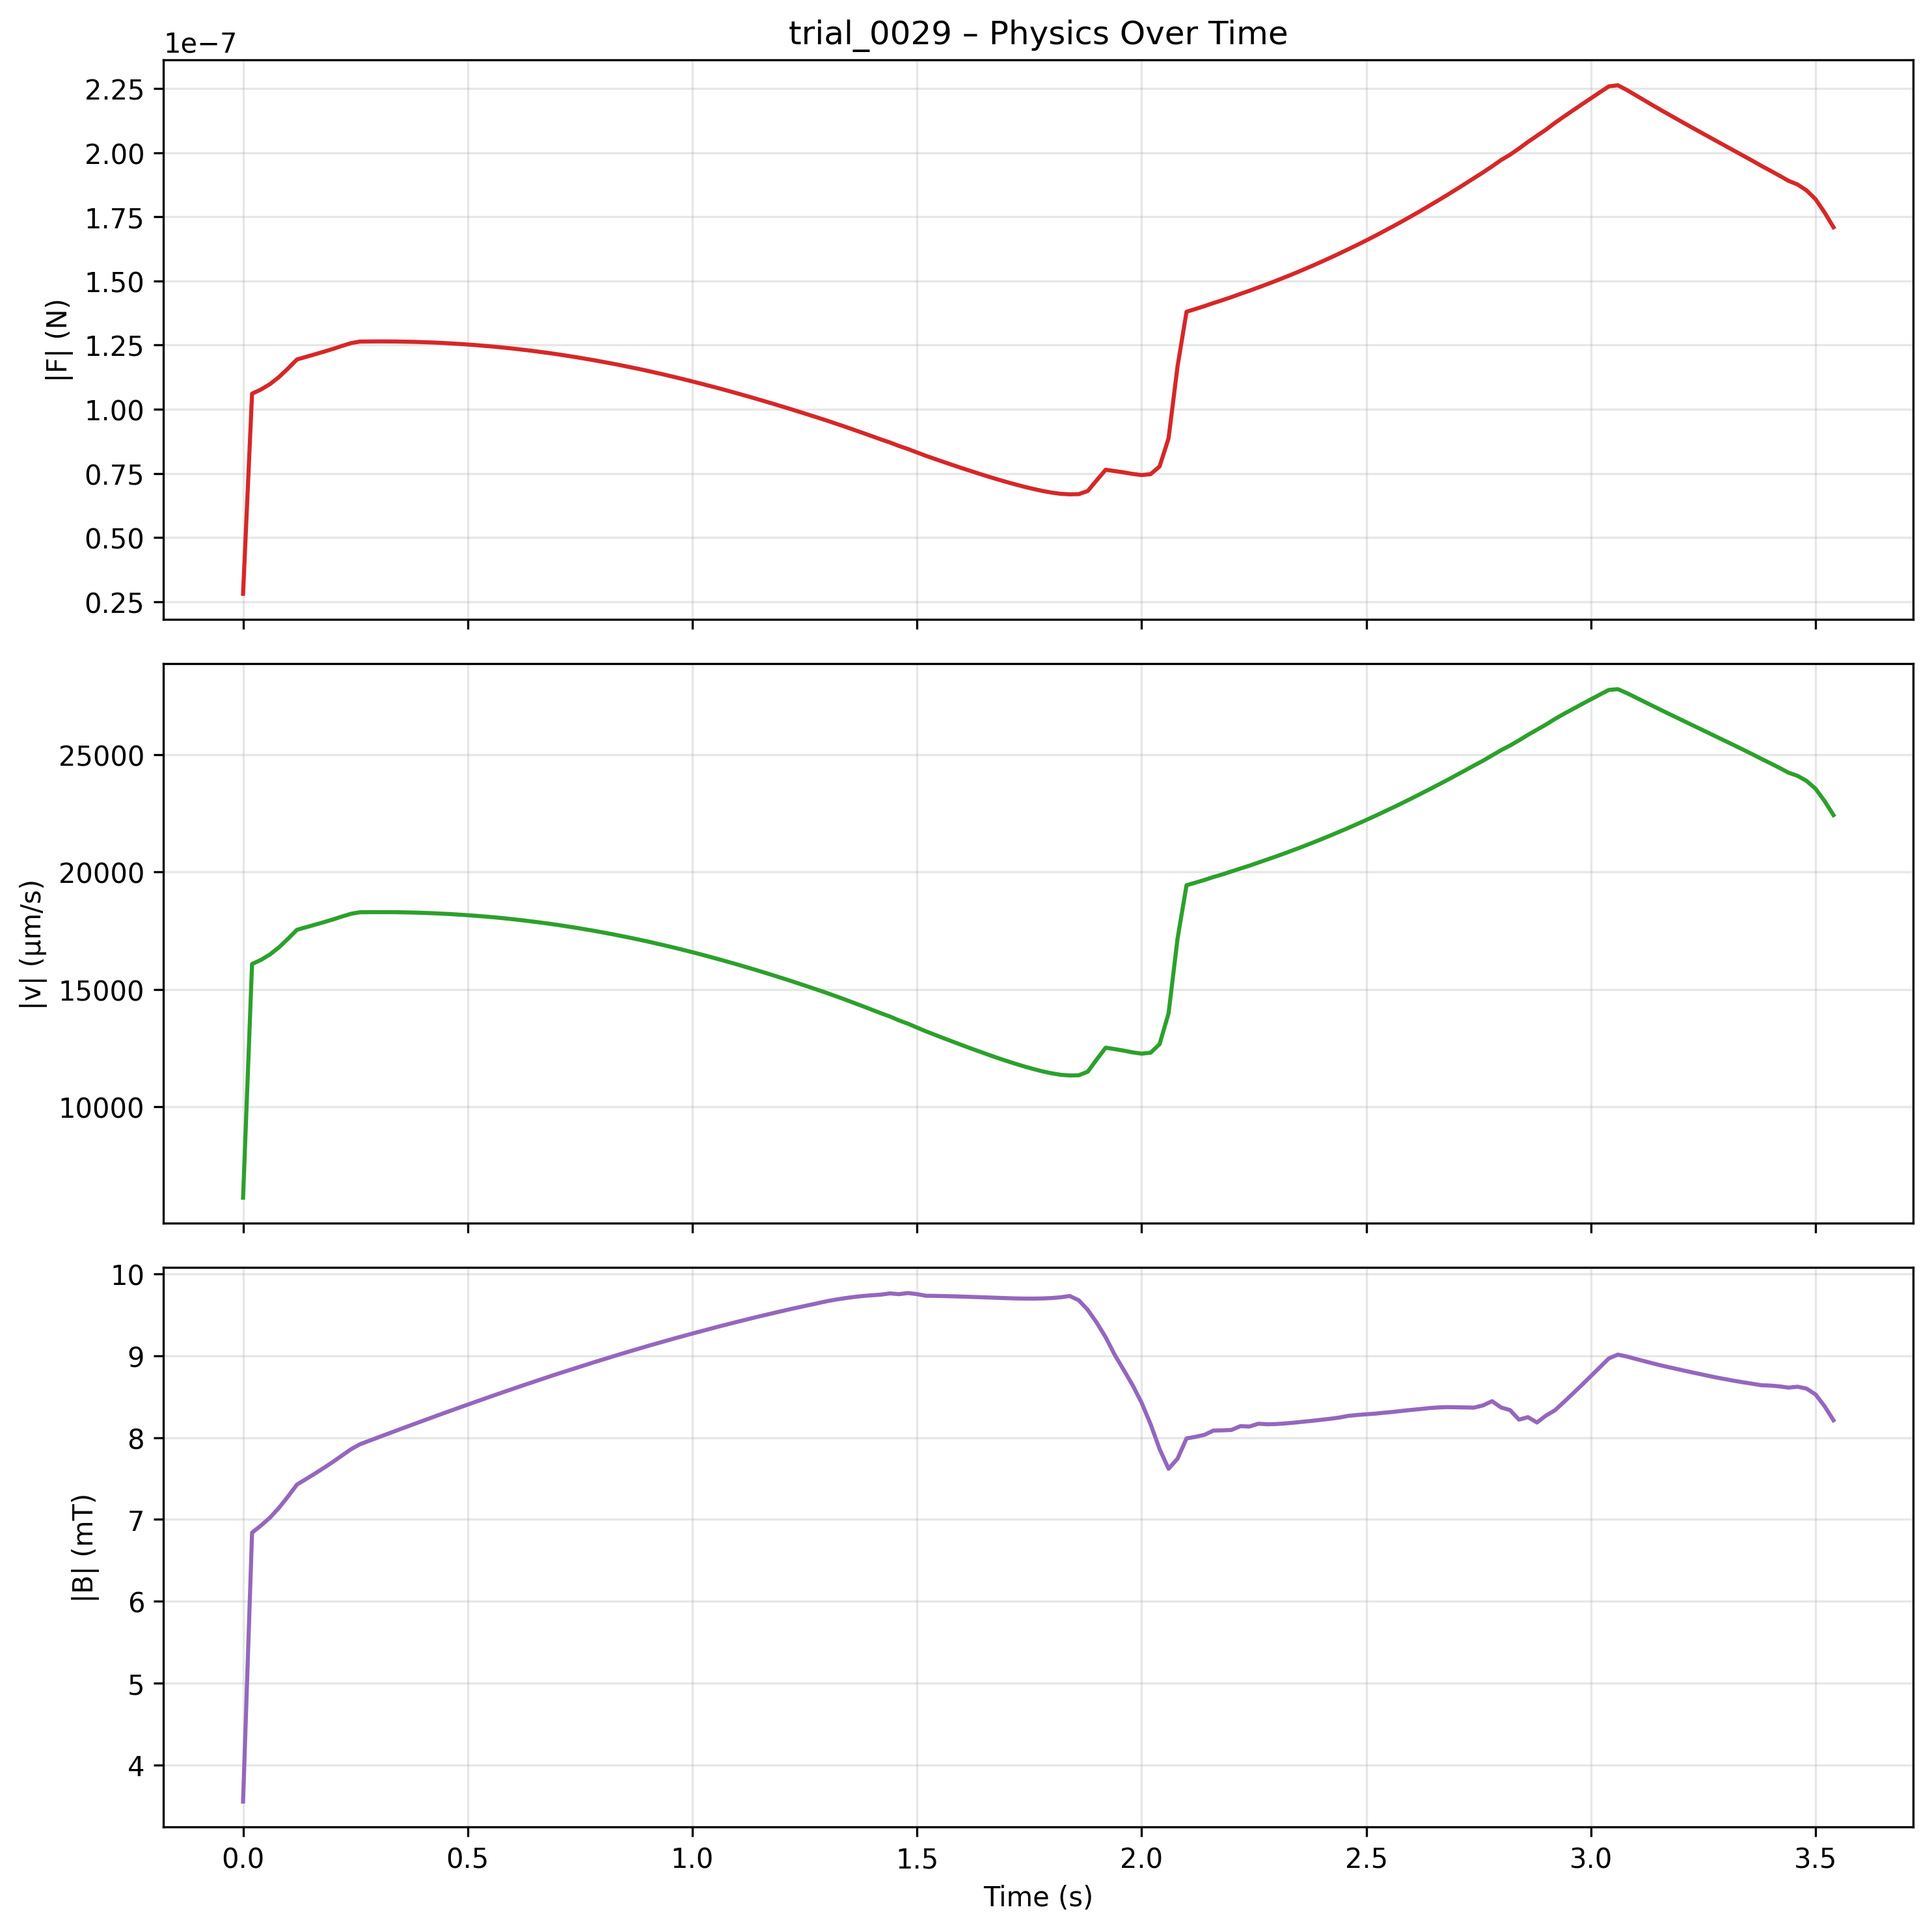 trial_0029 – Physics Over Time
1e−7
2.25
2.00
1.75
1.50
1.25
1.00
0.75
0.50
0.25
|F| (N)
25000
20000
15000
10000
|v| (µm/s)
10
9
8
7
6
5
4
|B| (mT)
0.0 0.5 1.0 1.5 2.0 2.5 3.0 3.5
Time (s)